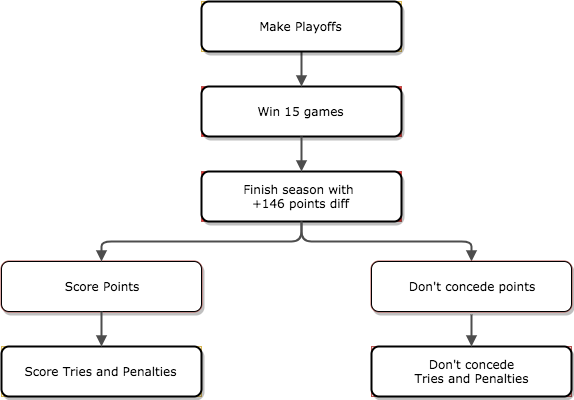 Make Playoffs
Win 15 games
Finish season with
+146 points diff
Score Points
Don't concede points
Score Tries and Penalties
Don't concede
Tries and Penalties